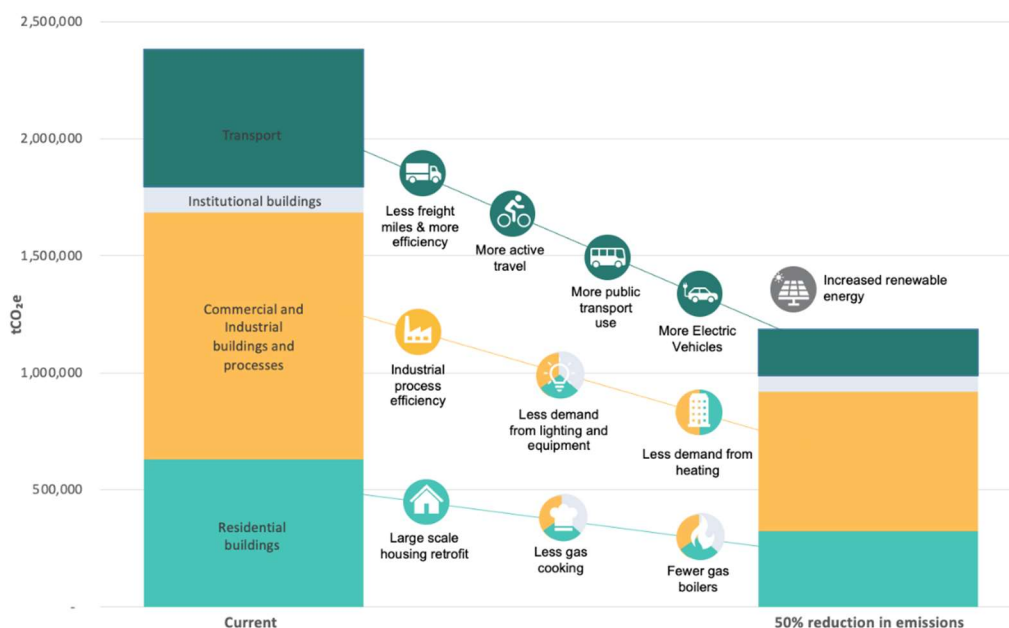 2,500,000
2,000,000
1,500,000
1,000,000
500,000
-
tCO₂e
Transport
Institutional buildings
Commercial and
Industrial
buildings and
processes
Residential
buildings
Less freight
miles & more
efficiency
More active
travel
More public
transport
use
More Electric
Vehicles
Increased renewable
energy
Industrial
process
efficiency
Less demand
from lighting and
equipment
Less demand from
heating
Large scale
housing retrofit
Less gas
cooking
Fewer gas
boilers
Current
50% reduction in emissions